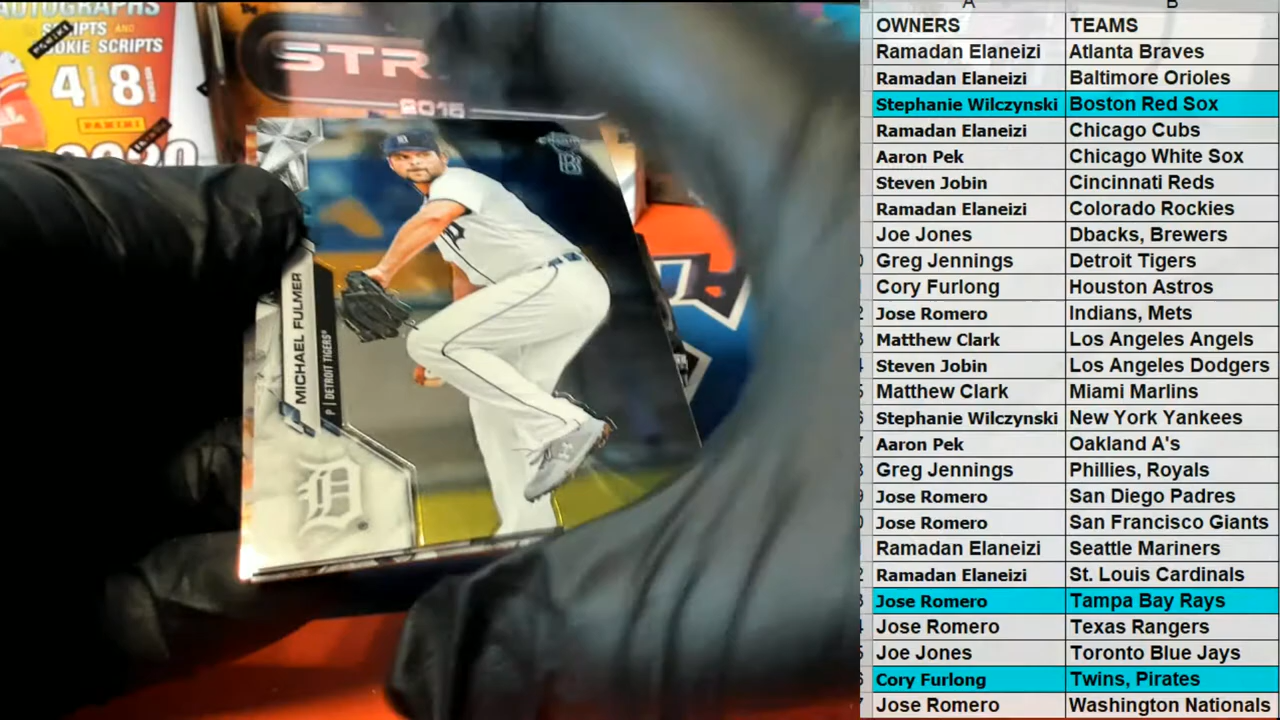 AUTOGRAPHS
SCRIPTS AND
ROOKIE SCRIPTS
4 8
PANINI
2020
STR
2016
MICHAEL FULMER
P | DETROIT TIGERS®
D
B
A B
OWNERS TEAMS
Ramadan Elaneizi Atlanta Braves
Ramadan Elaneizi Baltimore Orioles
Stephanie Wilczynski Boston Red Sox
Ramadan Elaneizi Chicago Cubs
Aaron Pek Chicago White Sox
Steven Jobin Cincinnati Reds
Ramadan Elaneizi Colorado Rockies
Joe Jones Dbacks, Brewers
Greg Jennings Detroit Tigers
Cory Furlong Houston Astros
Jose Romero Indians, Mets
Matthew Clark Los Angeles Angels
Steven Jobin Los Angeles Dodgers
Matthew Clark Miami Marlins
Stephanie Wilczynski New York Yankees
Aaron Pek Oakland A's
Greg Jennings Phillies, Royals
Jose Romero San Diego Padres
Jose Romero San Francisco Giants
Ramadan Elaneizi Seattle Mariners
Ramadan Elaneizi St. Louis Cardinals
Jose Romero Tampa Bay Rays
Jose Romero Texas Rangers
Joe Jones Toronto Blue Jays
Cory Furlong Twins, Pirates
Jose Romero Washington Nationals